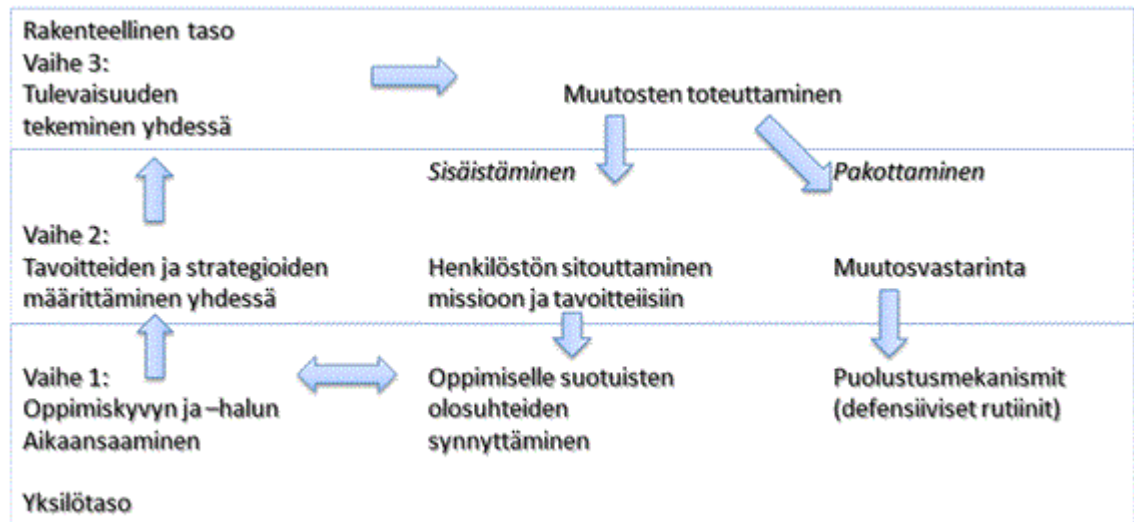 Rakenteellinen taso
Vaihe 3:
Tulevaisuuden
tekeminen yhdessä
Muutosten toteuttaminen
Sisäistäminen
Pakottaminen
Vaihe 2:
Tavoitteiden ja strategioiden
määrittäminen yhdessä
Henkilöstön sitouttaminen
missioon ja tavoitteiisiin
Muutosvastarinta
Vaihe 1:
Oppimiskyvyn ja –halun
Aikaansaaminen
Oppimiselle suotuisten
olosuhteiden
synnyttäminen
Puolustusmekanismit
(defensiiviset rutiinit)
Yksilötaso